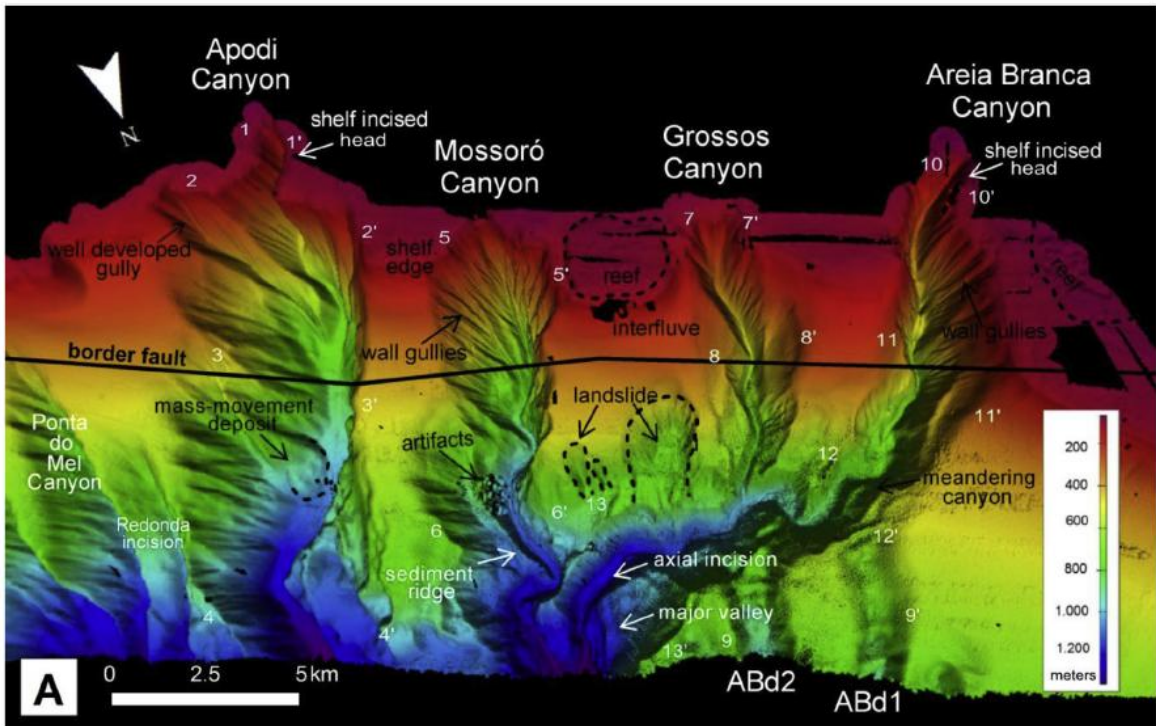 Apodi
Canyon
Areia Branca
Canyon
N
1
1'
shelf incised
head
Mossoró
Canyon
Grossos
Canyon
10
shelf incised
head
10'
2
2'
5
7
7'
well developed
gully
shelf
edge
5'
reef
reef
interfluve
wall gullies
wall gullies
border fault
3
8
8'
11
3'
mass-movement
deposit
landslide
11'
Ponta
do
Mel
Canyon
artifacts
12
meandering
canyon
13
6'
Redonda
incision
6
12'
sediment
ridge
axial incision
major valley
4
4'
13'
9
9'
200
400
600
800
1.000
1.200
meters
A
0 2.5 5km
ABd2
ABd1